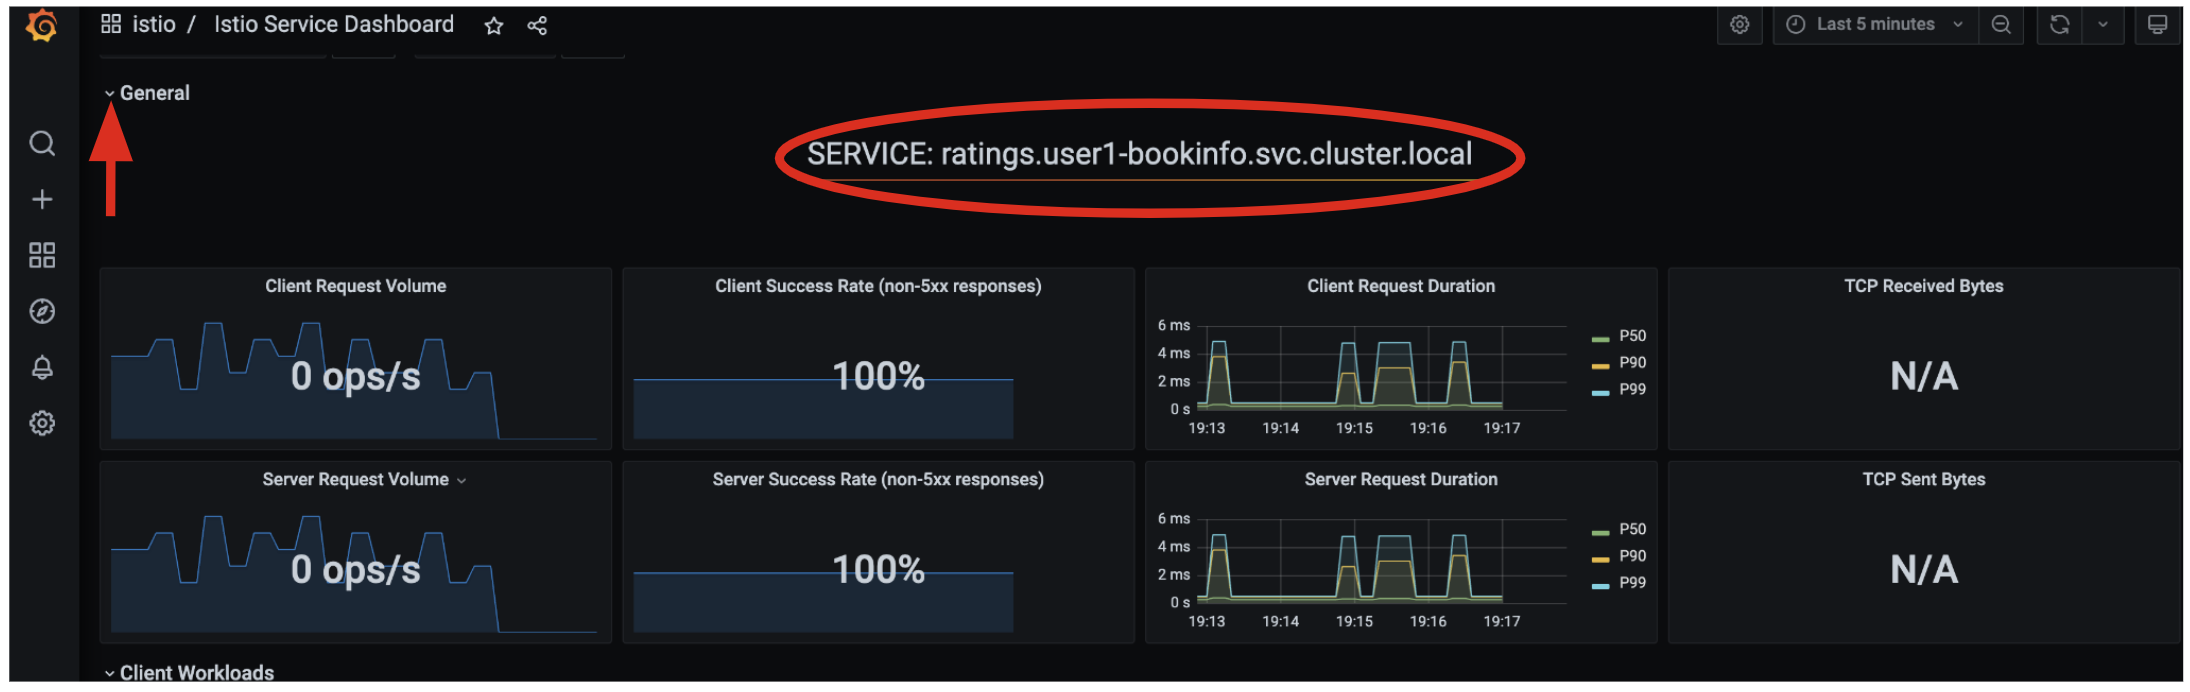 istio / Istio Service Dashboard
Last 5 minutes
General
SERVICE: ratings.user1-bookinfo.svc.cluster.local
Client Request Volume
0 ops/s
Client Success Rate (non-5xx responses)
100%
Client Request Duration
6 ms
4 ms
2 ms
0 s
19:13 19:14 19:15 19:16 19:17
P50
P90
P99
TCP Received Bytes
N/A
Server Request Volume
0 ops/s
Server Success Rate (non-5xx responses)
100%
Server Request Duration
6 ms
4 ms
2 ms
0 s
19:13 19:14 19:15 19:16 19:17
P50
P90
P99
TCP Sent Bytes
N/A
Client Workloads